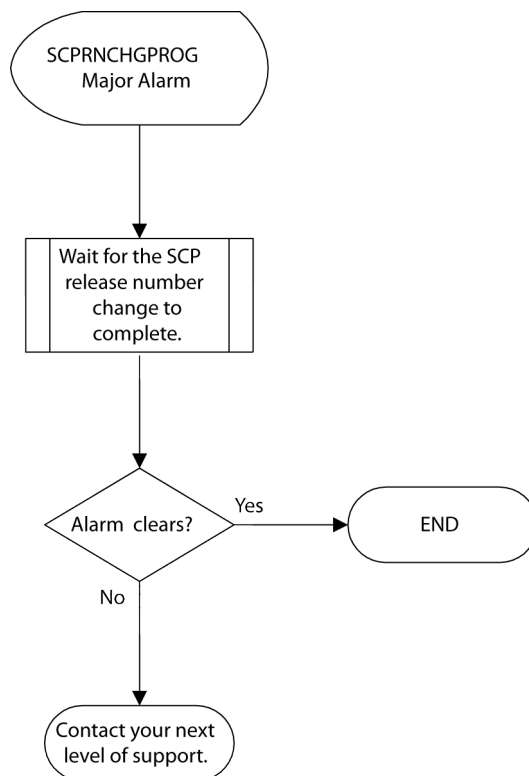 SCPRNCHGPROG
Major Alarm
Wait for the SCP
release number
change to
complete.
Alarm clears?
Yes
END
No
Contact your next
level of support.